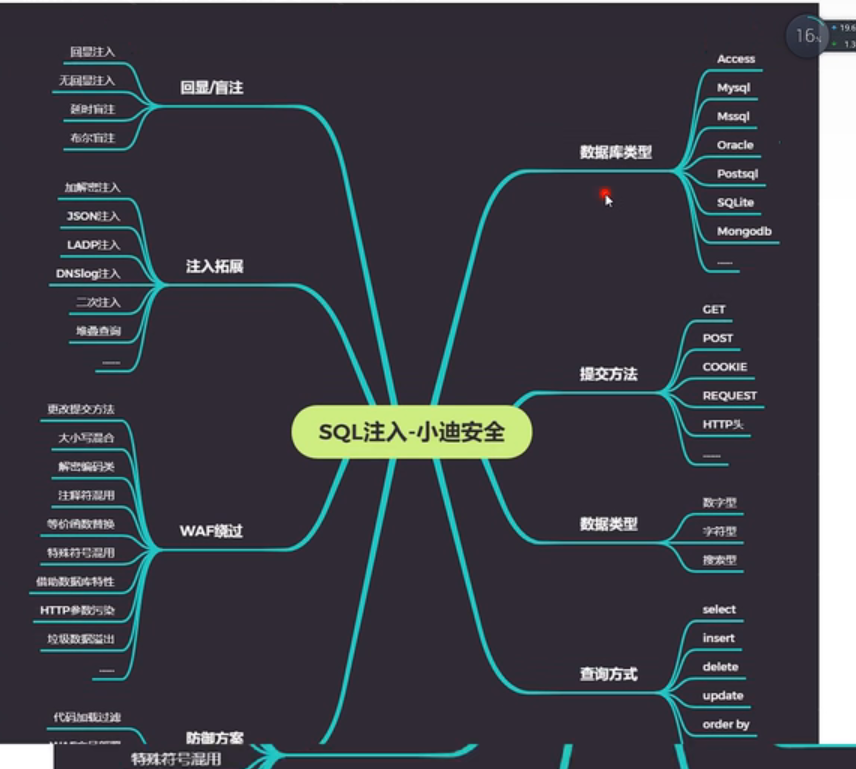 16%
19.6
1.3
回显/盲注
回显注入
无回显注入
延时盲注
布尔盲注
注入拓展
加解密注入
JSON注入
LADP注入
DNSlog注入
二次注入
堆叠查询
......
WAF绕过
更改提交方法
大小写混合
解密编码类
注释符混用
等价函数替换
特殊符号混用
借助数据库特性
HTTP参数污染
垃圾数据溢出
......
防御方案
代码加载过滤
SQL注入-小迪安全
数据库类型
Access
Mysql
Mssql
Oracle
Postsql
SQLite
Mongodb
......
提交方法
GET
POST
COOKIE
REQUEST
HTTP头
......
数据类型
数字型
字符型
搜索型
查询方式
select
insert
delete
update
order by
特殊符号混用